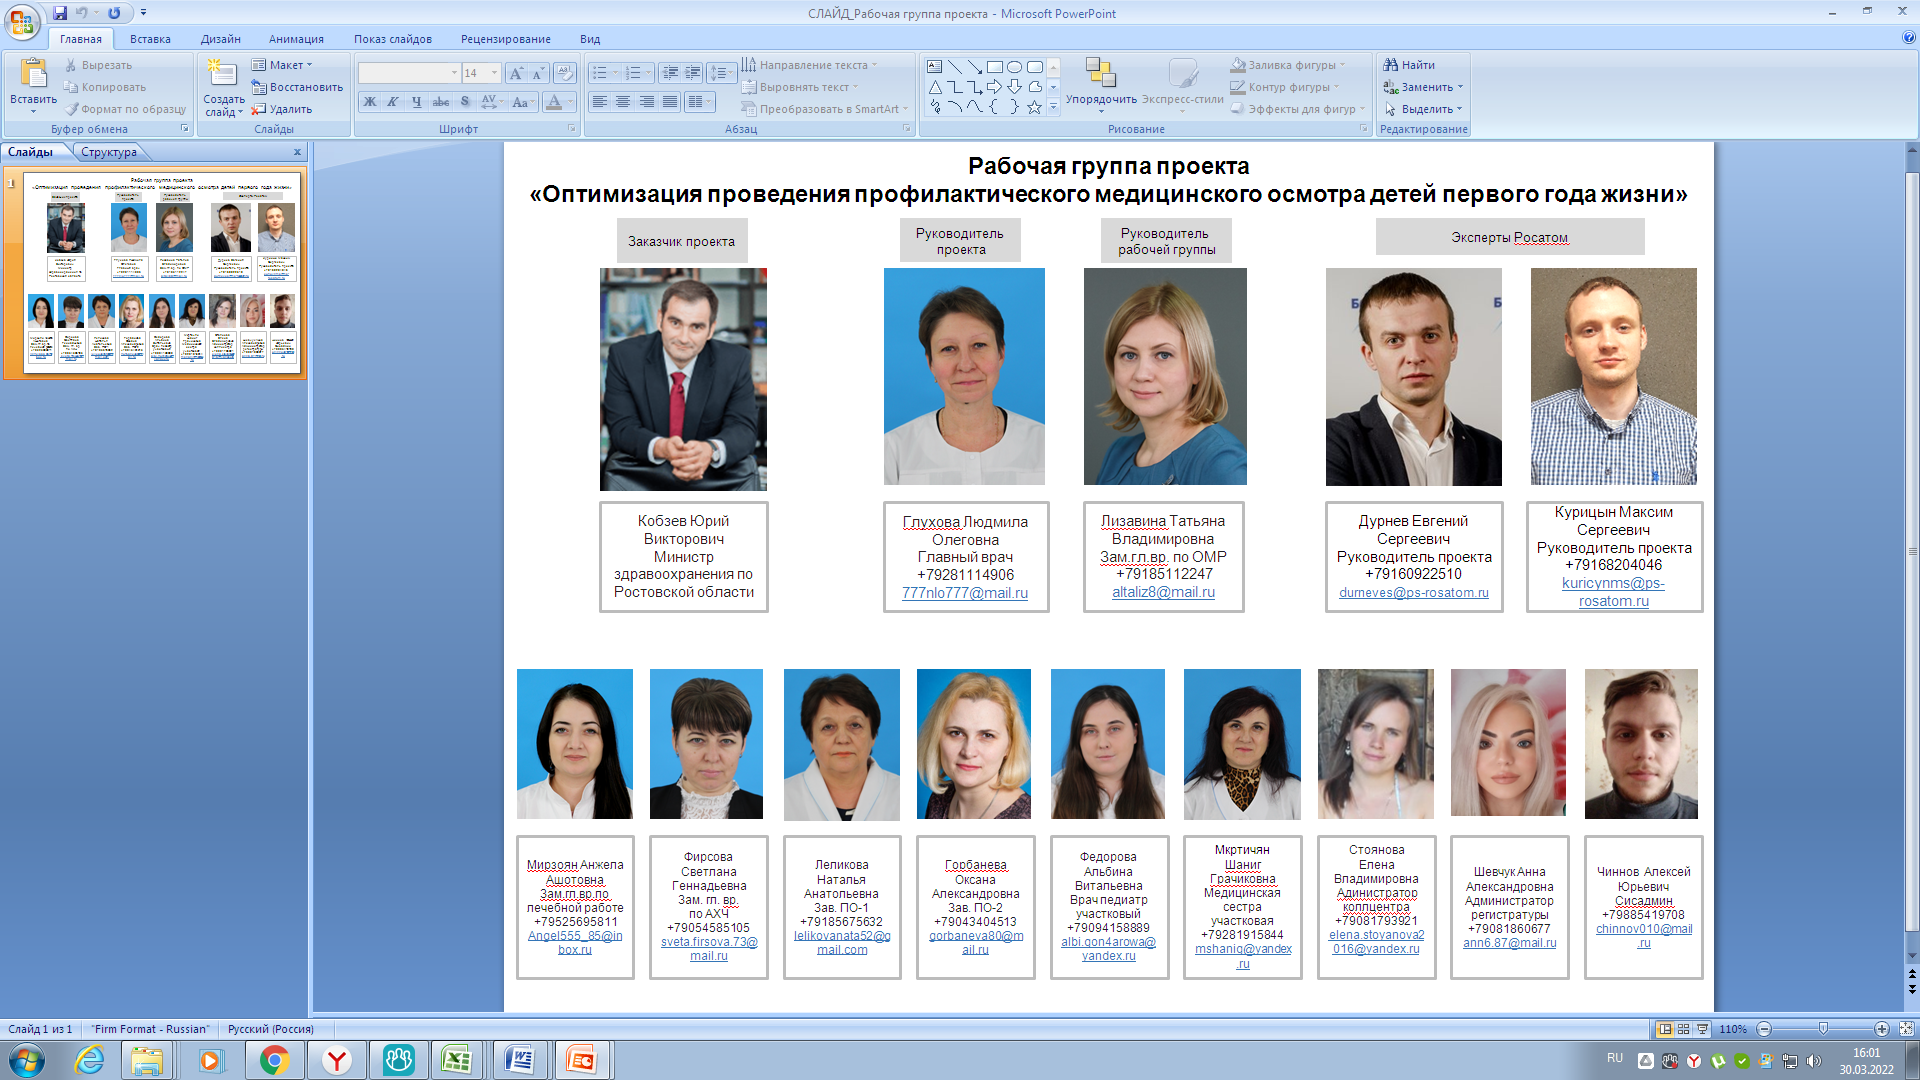 СЛАЙД_Рабочая группа проекта - Microsoft PowerPoint
Главная
Вставка
Дизайн
Анимация
Показ слайдов
Рецензирование
Вид
Вставить
Вырезать
Копировать
Формат по образцу
Буфер обмена
Создать
слайд
Макет
Восстановить
Удалить
Слайды
14
Ж К Ч abc S AV Aa A
Шрифт
Направление текста
Выровнять текст
Преобразовать в SmartArt
Абзац
Упорядочить
Экспресс-стили
Заливка фигуры
Контур фигуры
Эффекты для фигур
Рисование
Найти
Заменить
Выделить
Редактирование
Слайды
Структура
1
Рабочая группа проекта
«Оптимизация проведения профилактического медицинского осмотра детей первого года жизни»
Заказчик проекта
Руководитель
проекта
Руководитель
рабочей группы
Эксперты Росатом
Кобзев Юрий
Викторович
Министр
здравоохранения по
Ростовской области
Глухова Людмила
Олеговна
Главный врач
+79281114906
777nlo777@mail.ru
Лизавина Татьяна
Владимировна
Зам.гл.вр. по ОМР
+79185112247
altaliz8@mail.ru
Дурнев Евгений
Сергеевич
Руководитель проекта
+79160922510
durneves@ps-rosatom.ru
Курицын Максим
Сергеевич
Руководитель проекта
+79168204046
kuricynms@ps-
rosatom.ru
Мирзоян Анжела
Ашотовна
Зам.гл.вр.по
лечебной работе
+79525695811
Angel555_85@in
box.ru
Фирсова
Светлана
Геннадьевна
Зам. гл. вр.
по АХЧ
+79054585105
sveta.firsova.73@
mail.ru
Леликова
Наталья
Анатольевна
Зав. ПО-1
+79185675632
lelikovanata52@g
mail.com
Горбанева
Оксана
Александровна
Зав. ПО-2
+79043404513
gorbaneva80@m
ail.ru
Федорова
Альбина
Витальевна
Врач педиатр
участковый
+79094158889
albi.gon4arowa@
yandex.ru
Мкртичян
Шаниг
Грачиковна
Медицинская
сестра
участковая
+79281915844
mshanig@yandex
.ru
Стоянова
Елена
Владимировна
Адинистратор
коллцентра
+79081793921
elena.stoyanova2
016@yandex.ru
Шевчук Анна
Александровна
Администратор
регистратуры
+79081860677
ann6.87@mail.ru
Чиннов Алексей
Юрьевич
Сисадмин
+79885419708
chinnov010@mail
.ru
Слайд 1 из 1
"Firm Format - Russian"
Русский (Россия)
110%
RU
16:01
30.03.2022